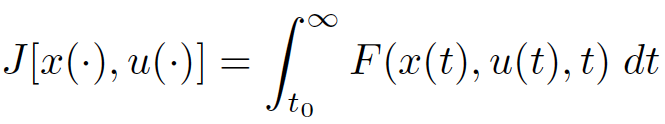 J[x(·), u(·)] = ∫_{t_0}^{∞} F(x(t), u(t), t) dt